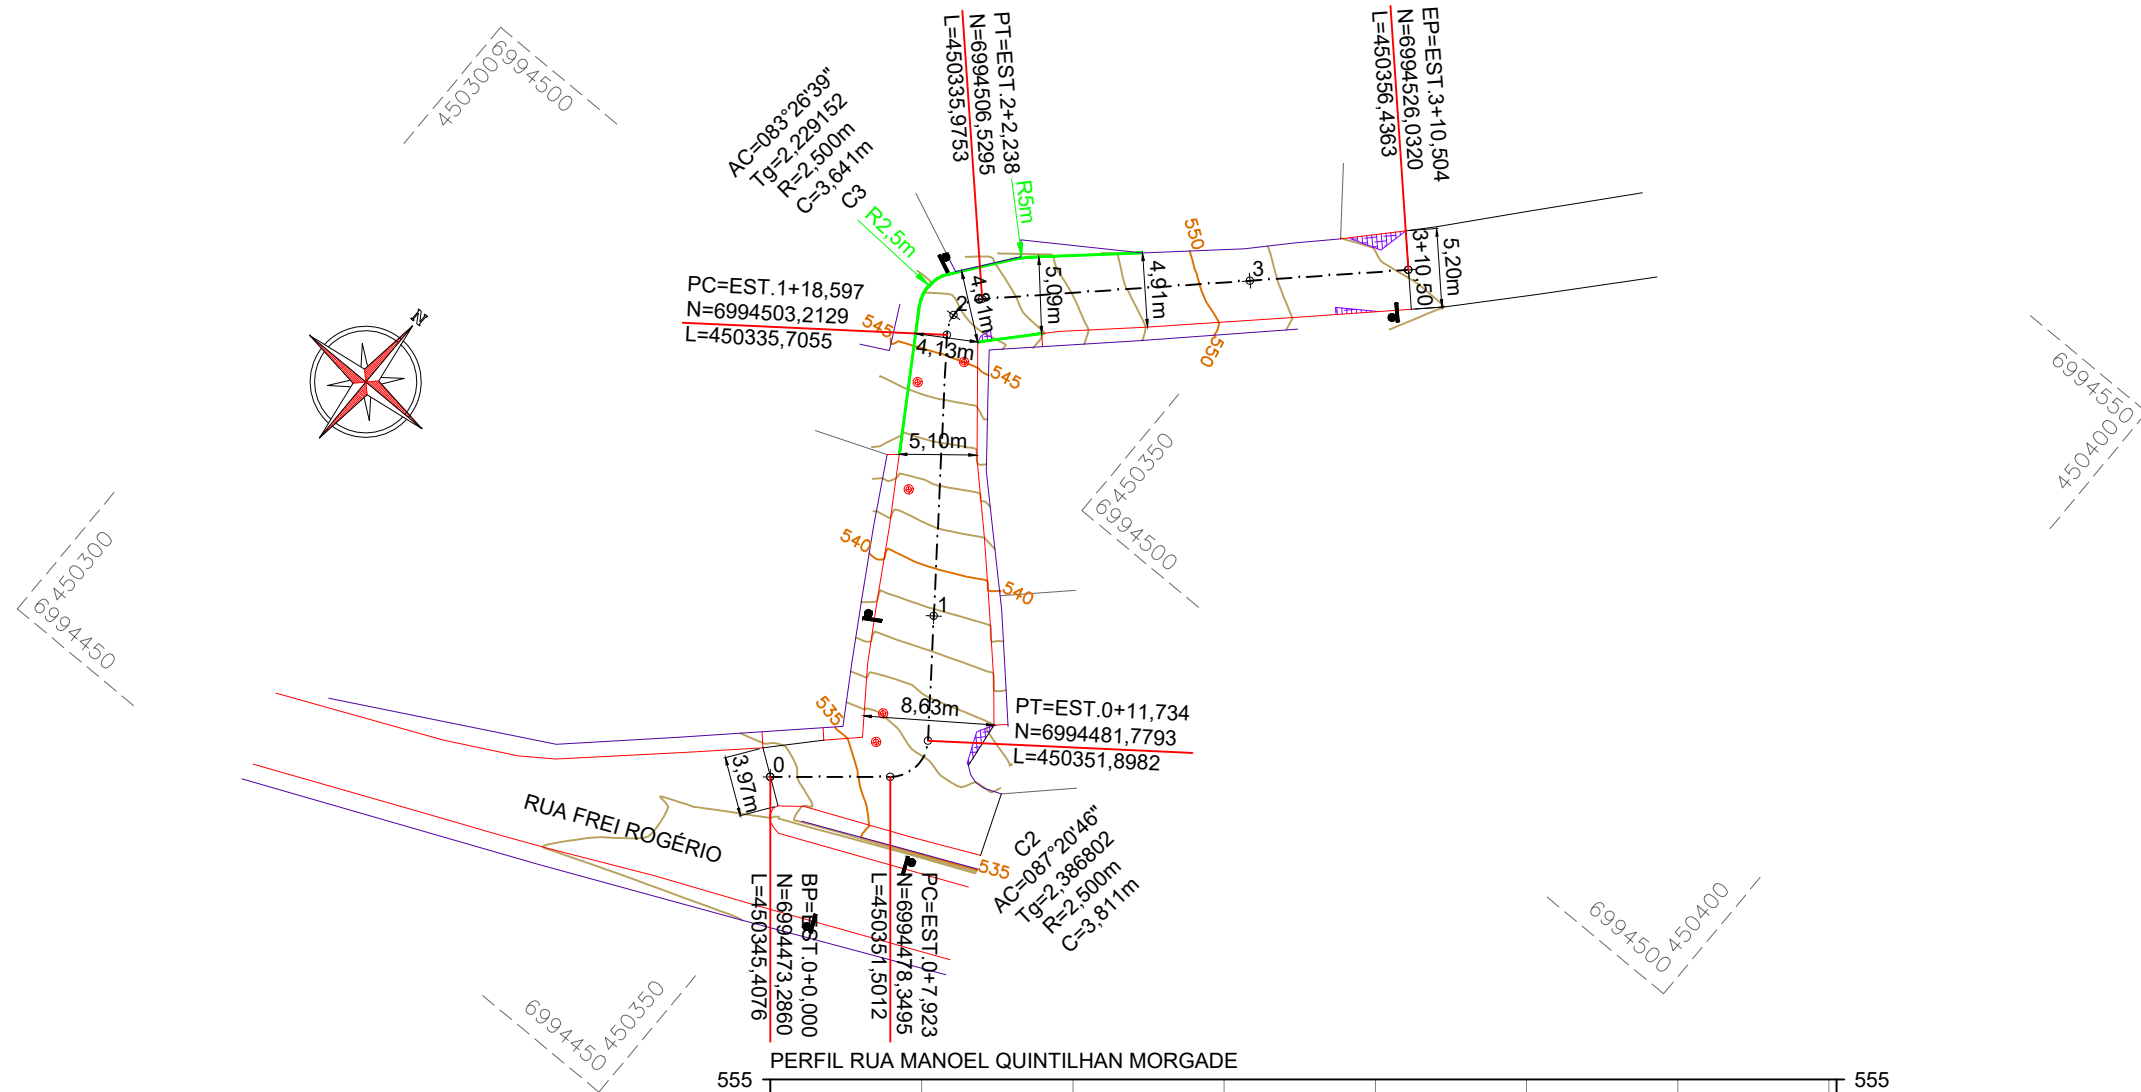 6994500
450300
PT=EST.2+2,238
N=6994506,5295
L=450335,9753
EP=EST.3+10,504
N=6994526,0320
L=450356,4363
AC=083°26'39"
Tg=2,229152
R=2,500m
C=3,641m
C3
R2,5m
R5m
550
3+10,50
5,20m
3
4,91m
5,09m
4,81m
2
PC=EST.1+18,597
N=6994503,2129
L=450335,7055
545
4,13m
545
550
N
6994550
450400
5,10m
6450350
6994500
540
540
1
6450300
6994450
535
8,63m
PT=EST.0+11,734
N=6994481,7793
L=450351,8982
0
3,97m
RUA FREI ROGÉRIO
535
C2
AC=087°20'46"
Tg=2,386802
R=2,500m
C=3,811m
BP=EST.0+0,000
N=6994473,2860
L=450345,4076
PC=EST.0+7,923
N=6994478,3495
L=450351,5012
6994500
450400
6994450
450350
PERFIL RUA MANOEL QUINTILHAN MORGADE
555
555